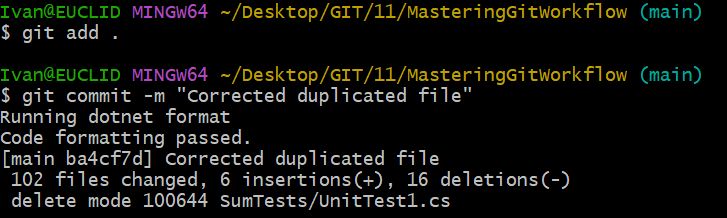 Ivan@EUCLID MINGW64 ~/Desktop/GIT/11/MasteringGitWorkflow (main)
$ git add .
Ivan@EUCLID MINGW64 ~/Desktop/GIT/11/MasteringGitWorkflow (main)
$ git commit -m "Corrected duplicated file"
Running dotnet format
Code formatting passed.
[main ba4cf7d] Corrected duplicated file
 102 files changed, 6 insertions(+), 16 deletions(-)
 delete mode 100644 SumTests/UnitTest1.cs